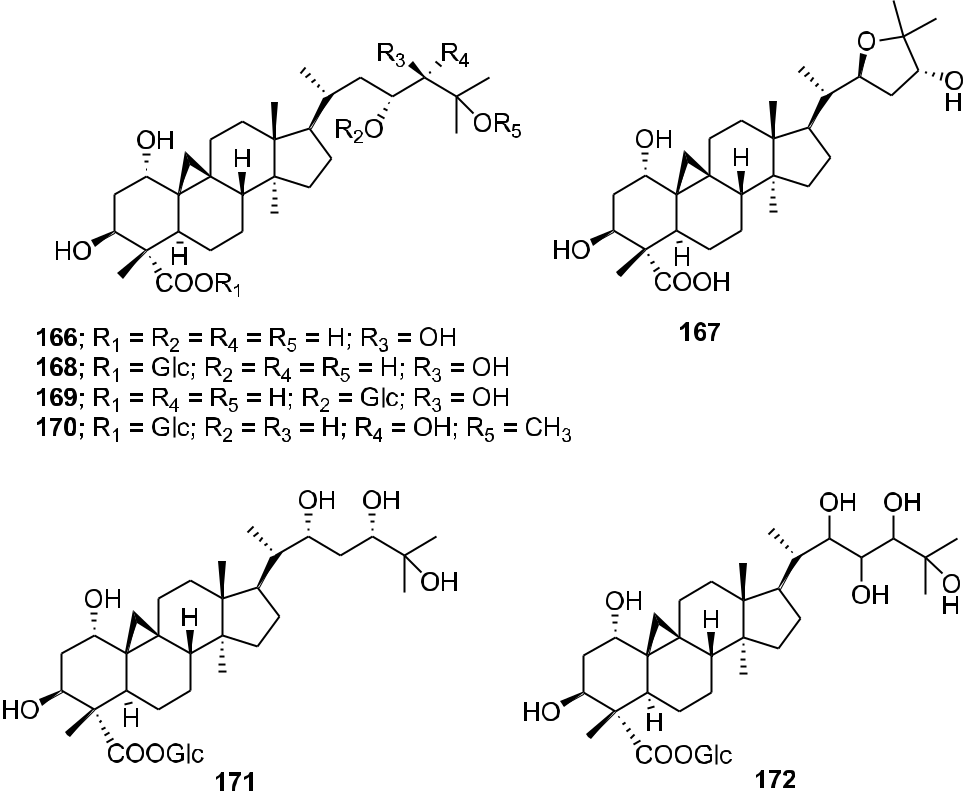 R3 R4
O
R2O
OR5
O
H
OH
H
OH
H
HO
H
COOR1
HO
H
COOH
166; R1 = R2 = R4 = R5 = H; R3 = OH
168; R1 = Glc; R2 = R4 = R5 = H; R3 = OH
169; R1 = R4 = R5 = H; R2 = Glc; R3 = OH
170; R1 = Glc; R2 = R3 = H; R4 = OH; R5 = CH3
167
OH OH
OH
OH
H
HO
H
COOGlc
171
OH OH
OH
O
H
OH
H
HO
H
COOGlc
172